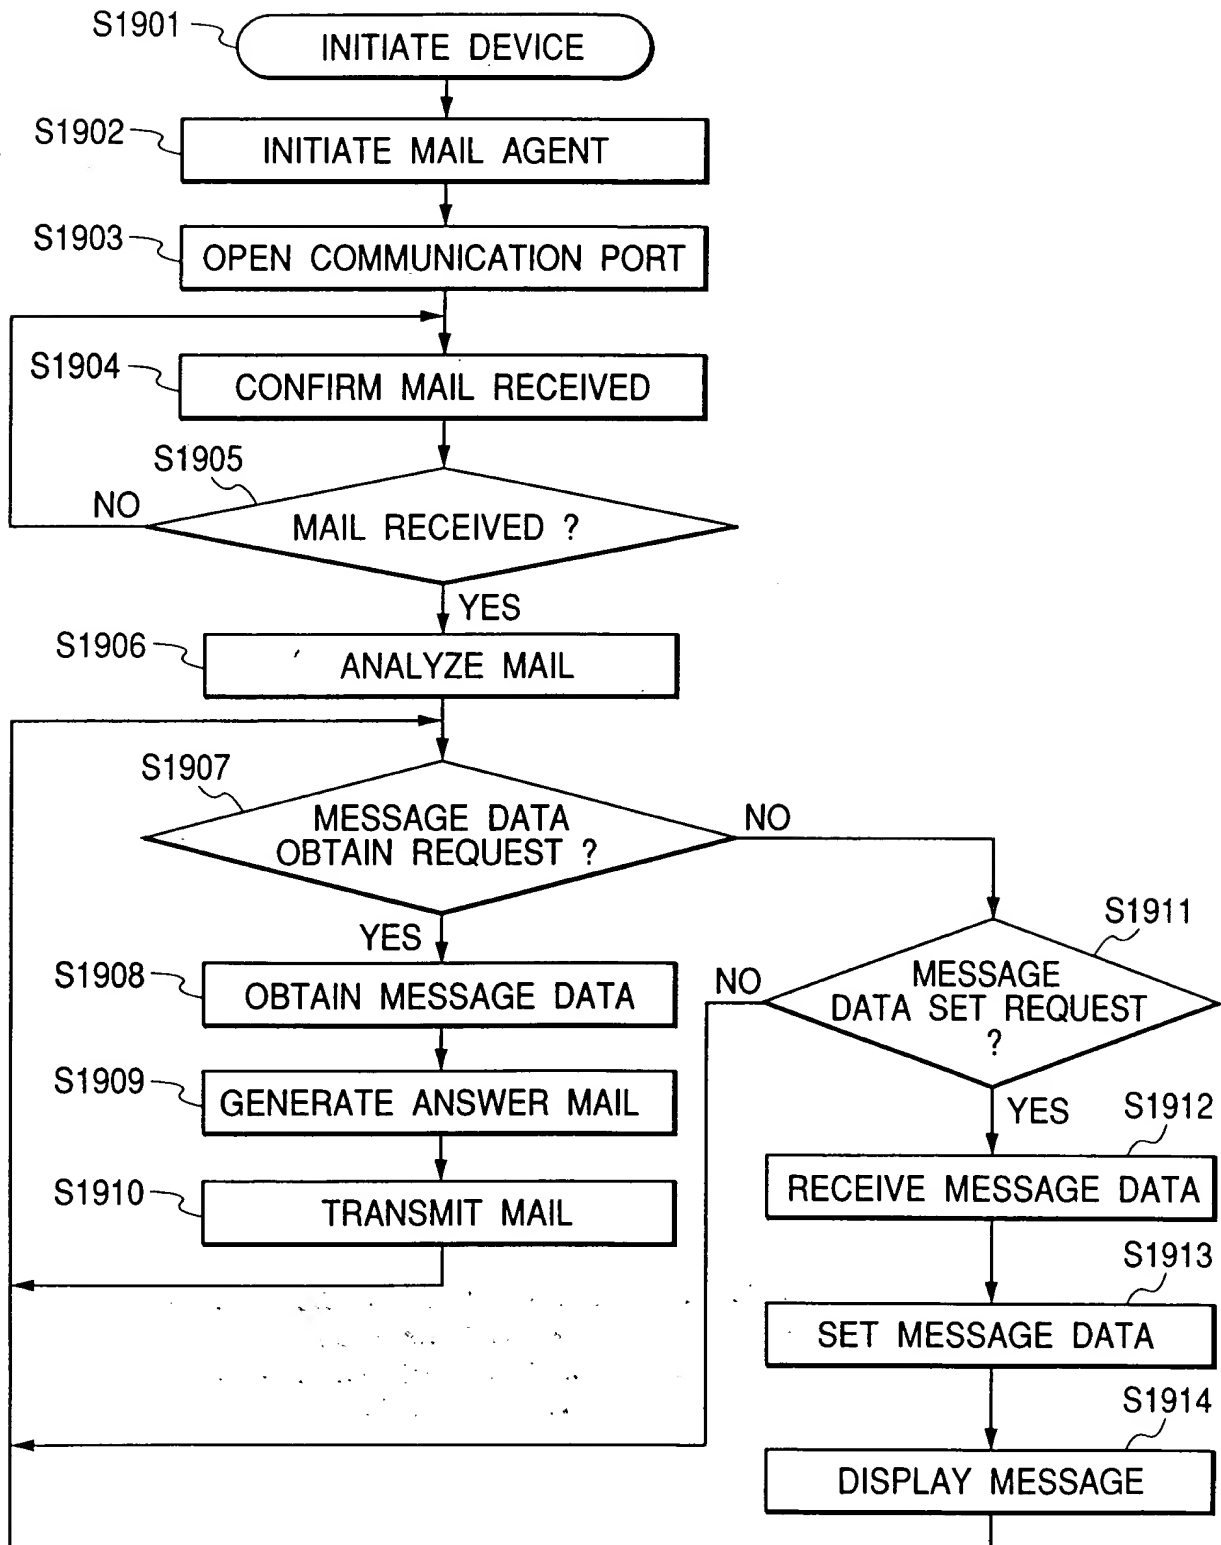 S1901
INITIATE DEVICE
S1902
INITIATE MAIL AGENT
S1903
OPEN COMMUNICATION PORT
S1904
CONFIRM MAIL RECEIVED
S1905
NO
MAIL RECEIVED ?
YES
S1906
ANALYZE MAIL
S1907
MESSAGE DATA
OBTAIN REQUEST ?
NO
YES
S1908
OBTAIN MESSAGE DATA
S1909
GENERATE ANSWER MAIL
S1910
TRANSMIT MAIL
S1911
NO
MESSAGE
DATA SET REQUEST
?
YES
S1912
RECEIVE MESSAGE DATA
S1913
SET MESSAGE DATA
S1914
DISPLAY MESSAGE